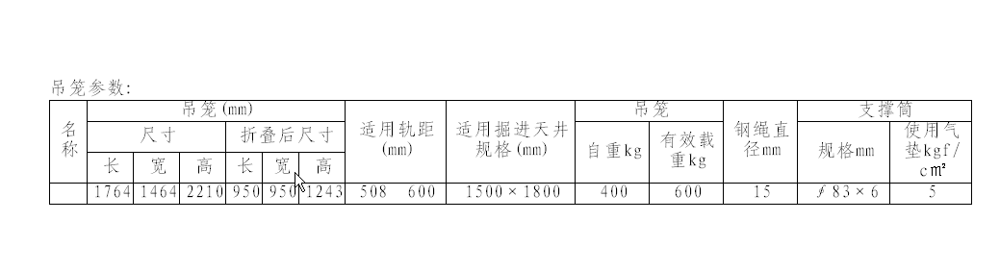 吊笼参数:
名称 吊笼(mm) 适用轨距(mm) 适用掘进天井规格(mm) 吊笼 钢绳直径mm 支撑筒
尺寸 折叠后尺寸 自重kg 有效载重kg 规格mm 使用气垫kgf/c㎡
长 宽 高 长 宽 高
1764 1464 2210 950 950 1243 508 600 1500×1800 400 600 15 ∮83×6 5